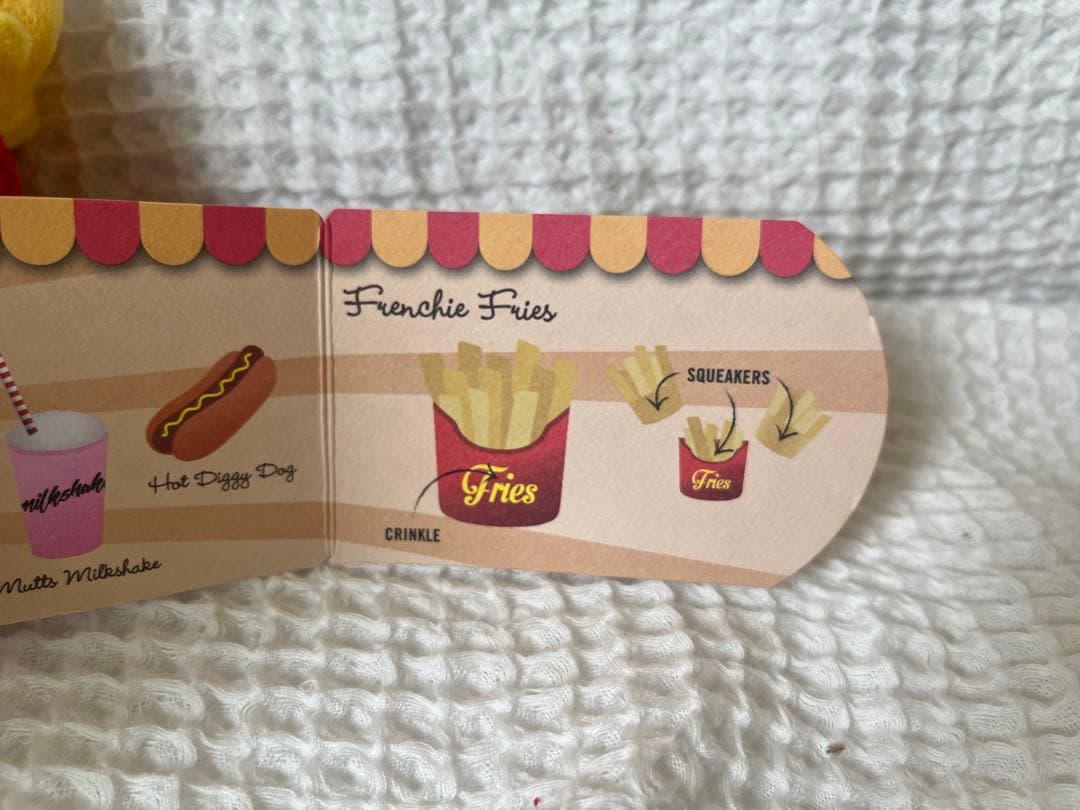 Frenchie Fries
SQUEAKERS
Fries
Fries
CRINKLE
Hot Diggy Dog
milkshake
Mutts Milkshake